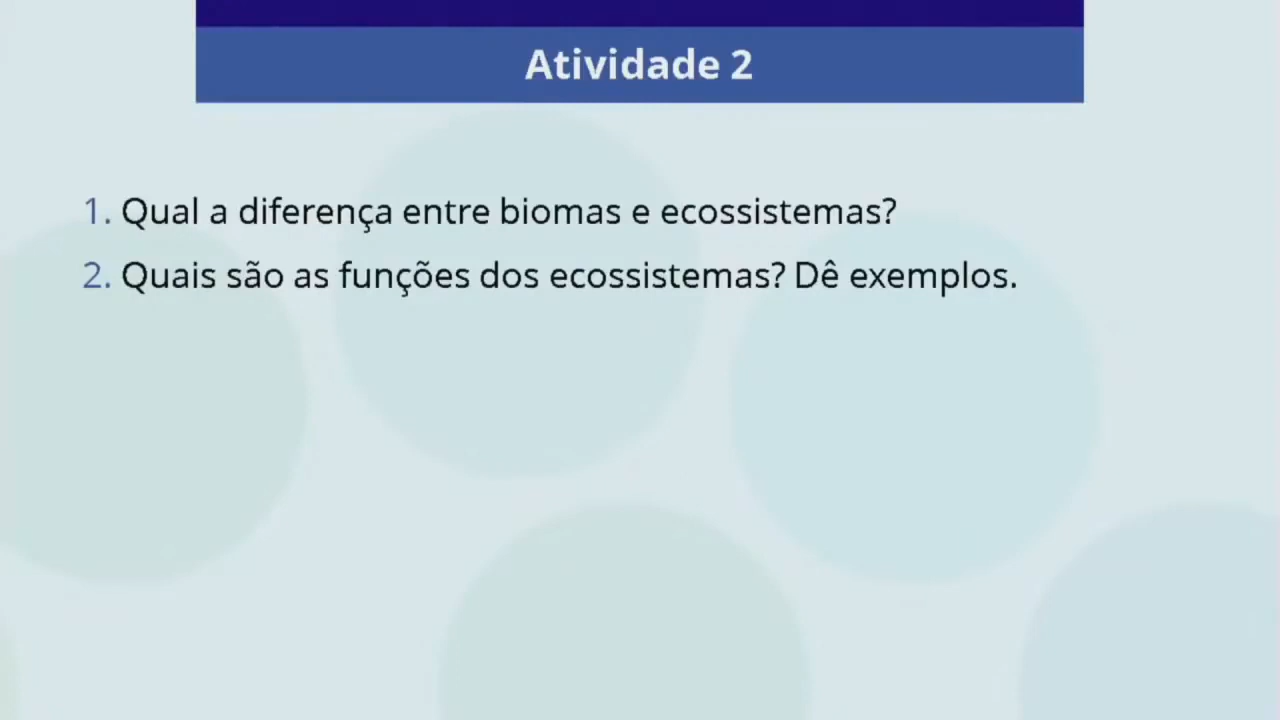 Atividade 2
1. Qual a diferença entre biomas e ecossistemas?
2. Quais são as funções dos ecossistemas? Dê exemplos.